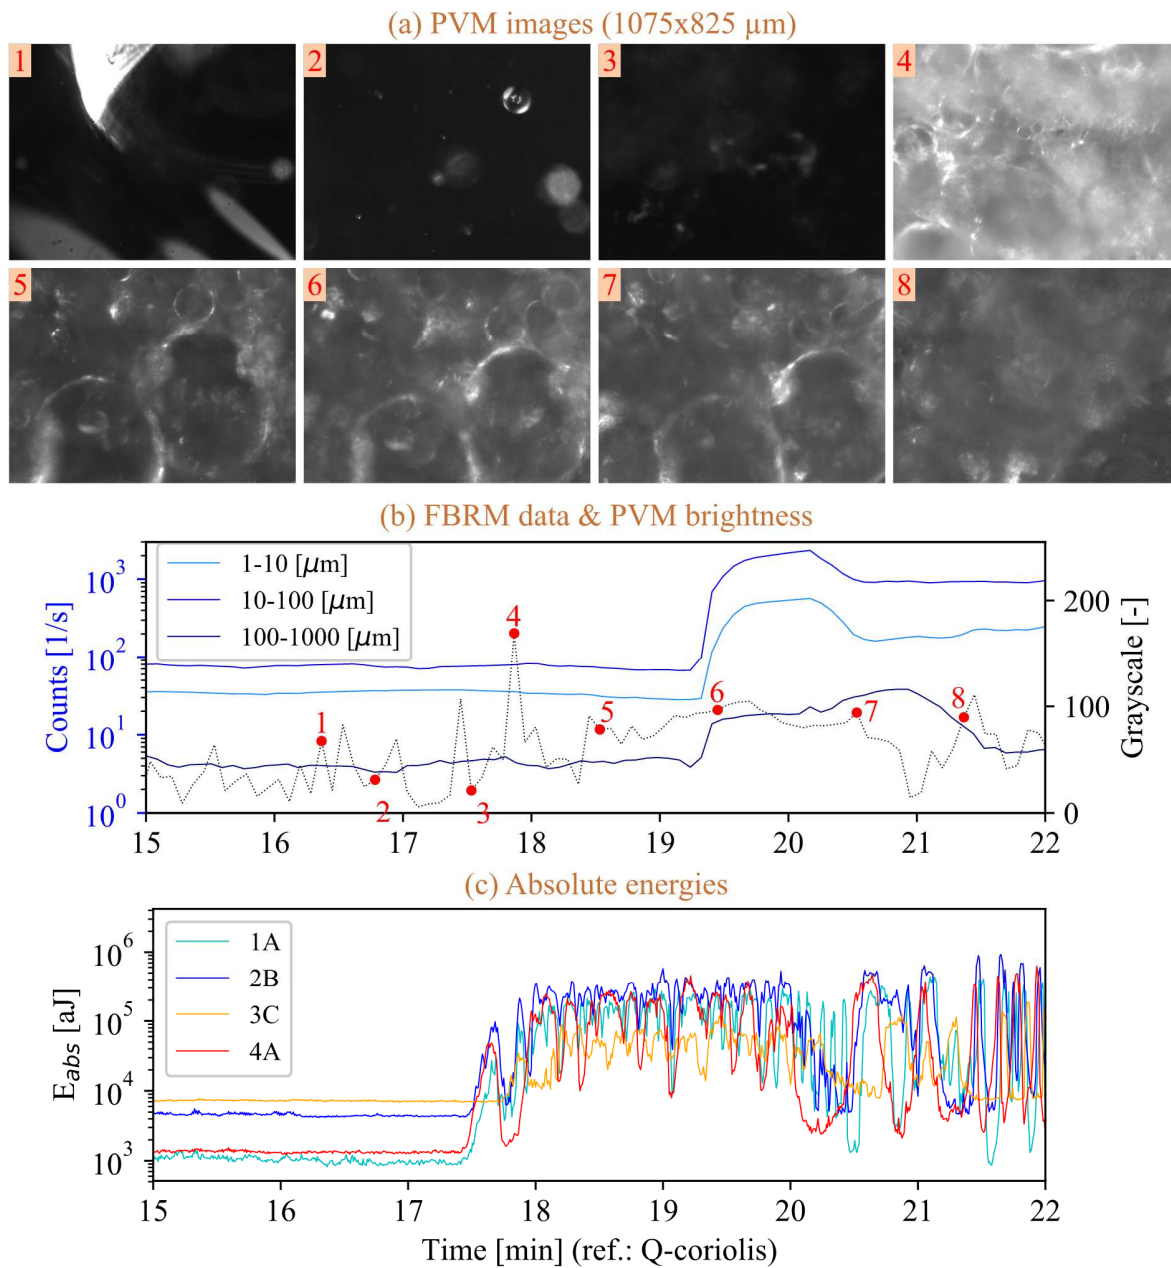 (a) PVM images (1075x825 µm)
1
2
3
4
5
6
7
8
(b) FBRM data & PVM brightness
1-10 [µm]
10-100 [µm]
100-1000 [µm]
Counts [1/s]
10³
10²
10¹
10⁰
Grayscale [-]
200
100
0
1
2
3
4
5
6
7
8
15 16 17 18 19 20 21 22
(c) Absolute energies
1A
2B
3C
4A
E_abs [aJ]
10⁶
10⁵
10⁴
10³
15 16 17 18 19 20 21 22
Time [min] (ref.: Q-coriolis)